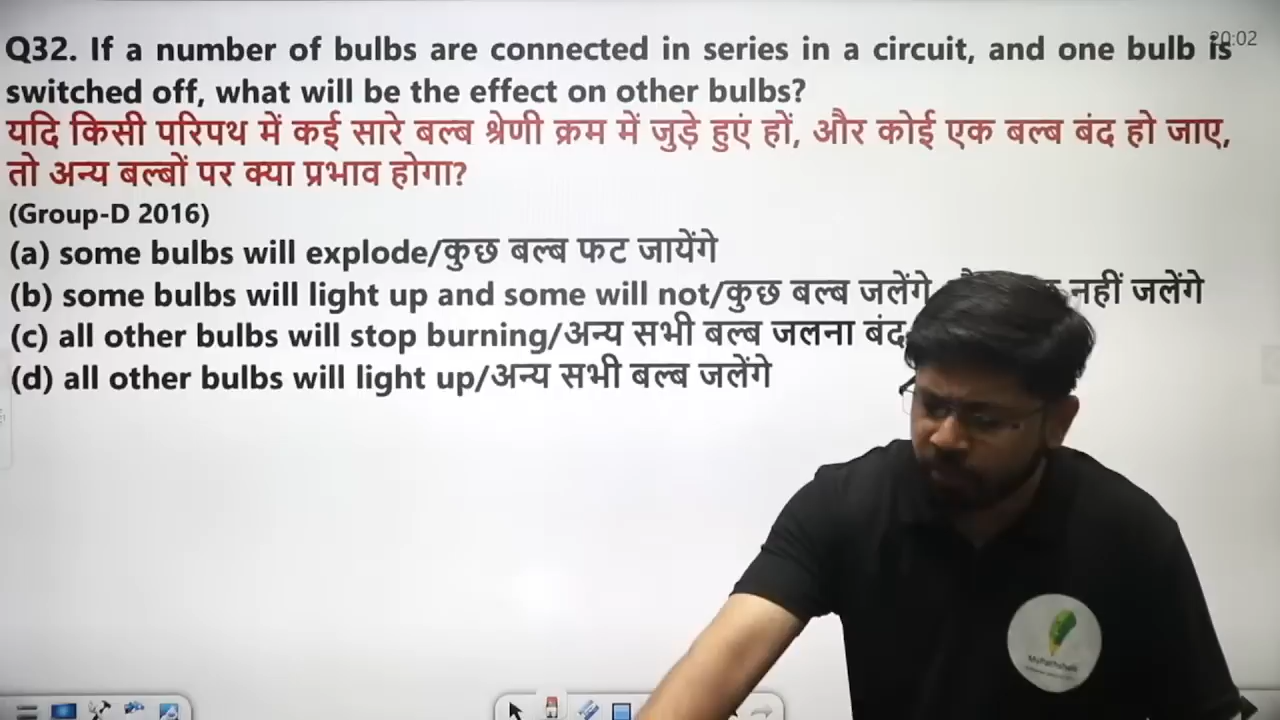 20:02
Q32. If a number of bulbs are connected in series in a circuit, and one bulb is
switched off, what will be the effect on other bulbs?
यदि किसी परिपथ में कई सारे बल्ब श्रेणी क्रम में जुड़े हुएं हों, और कोई एक बल्ब बंद हो जाए,
तो अन्य बल्बों पर क्या प्रभाव होगा?
(Group-D 2016)
(a) some bulbs will explode/कुछ बल्ब फट जायेंगे
(b) some bulbs will light up and some will not/कुछ बल्ब जलेंगे नहीं जलेंगे
(c) all other bulbs will stop burning/अन्य सभी बल्ब जलना बंद
(d) all other bulbs will light up/अन्य सभी बल्ब जलेंगे